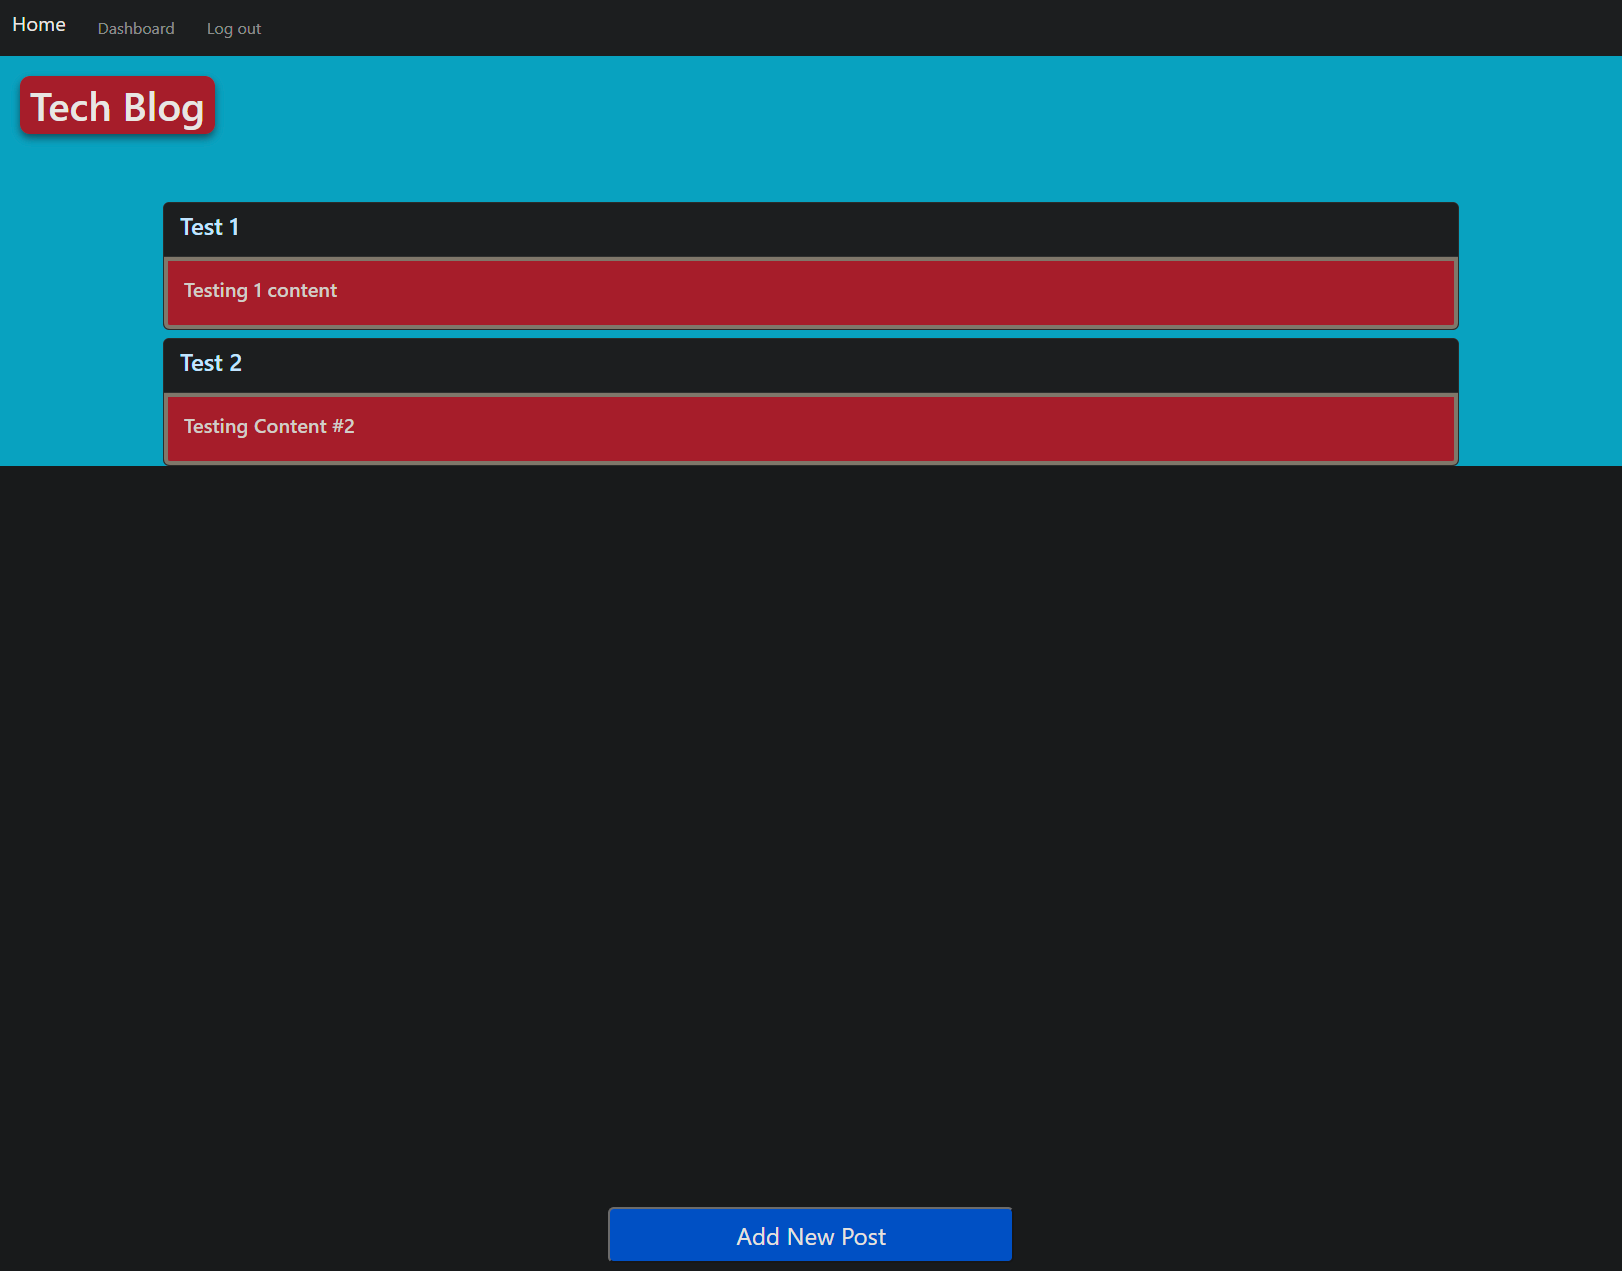 Home Dashboard Log out
Tech Blog
Test 1
Testing 1 content
Test 2
Testing Content #2
Add New Post